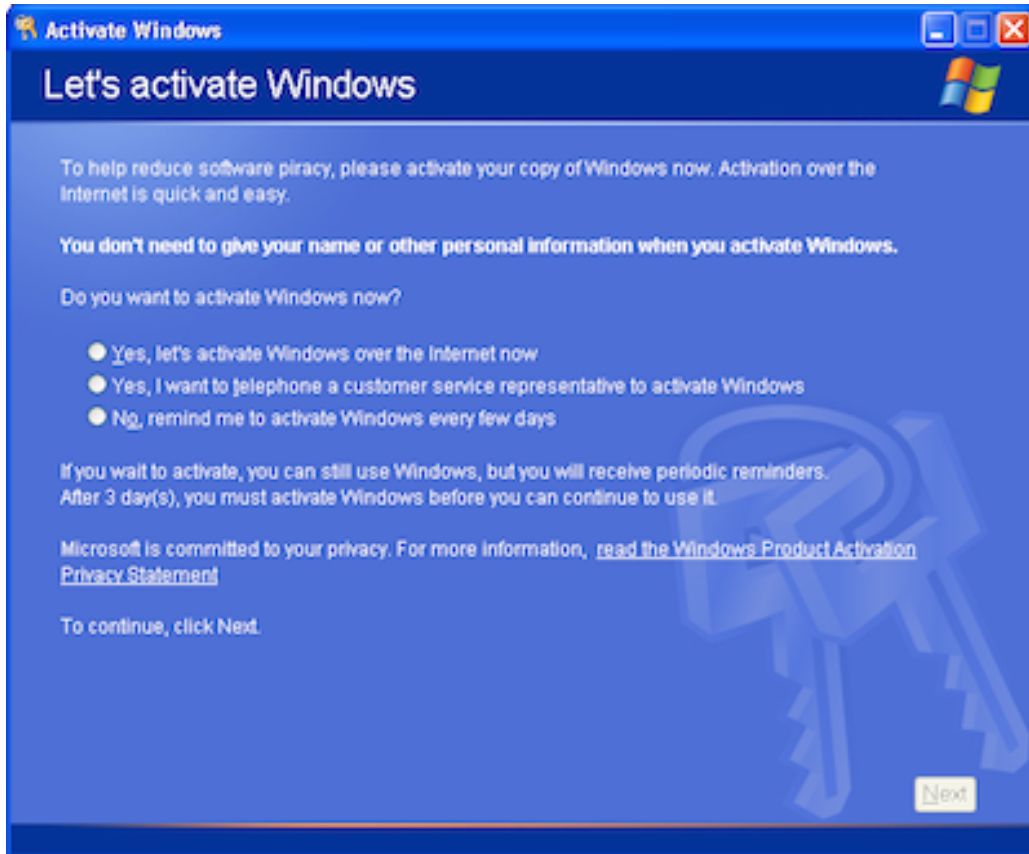 Activate Windows
Let's activate Windows
To help reduce software piracy, please activate your copy of Windows now. Activation over the
Internet is quick and easy.
You don't need to give your name or other personal information when you activate Windows.
Do you want to activate Windows now?
Yes, let's activate Windows over the Internet now
Yes, I want to telephone a customer service representative to activate Windows
No, remind me to activate Windows every few days
If you wait to activate, you can still use Windows, but you will receive periodic reminders.
After 3 day(s), you must activate Windows before you can continue to use it.
Microsoft is committed to your privacy. For more information, read the Windows Product Activation
Privacy Statement
To continue, click Next.
Next